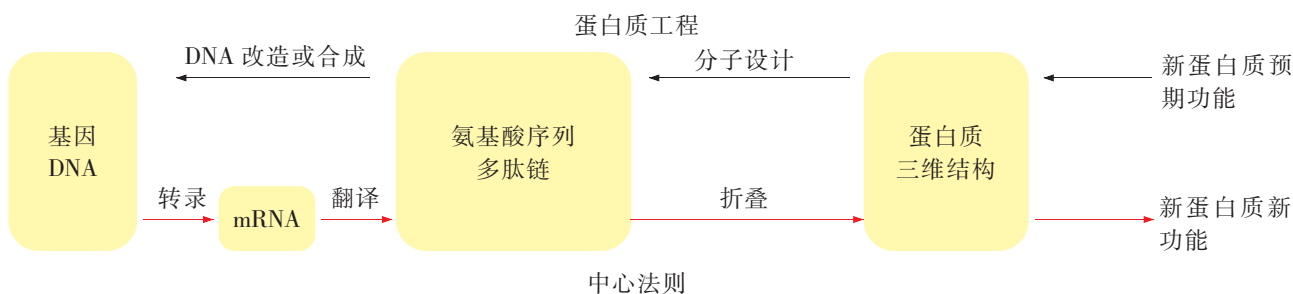 蛋白质工程
DNA 改造或合成
分子设计
新蛋白质预
期功能
基因
DNA
氨基酸序列
多肽链
蛋白质
三维结构
转录
mRNA
翻译
折叠
新蛋白质新
功能
中心法则